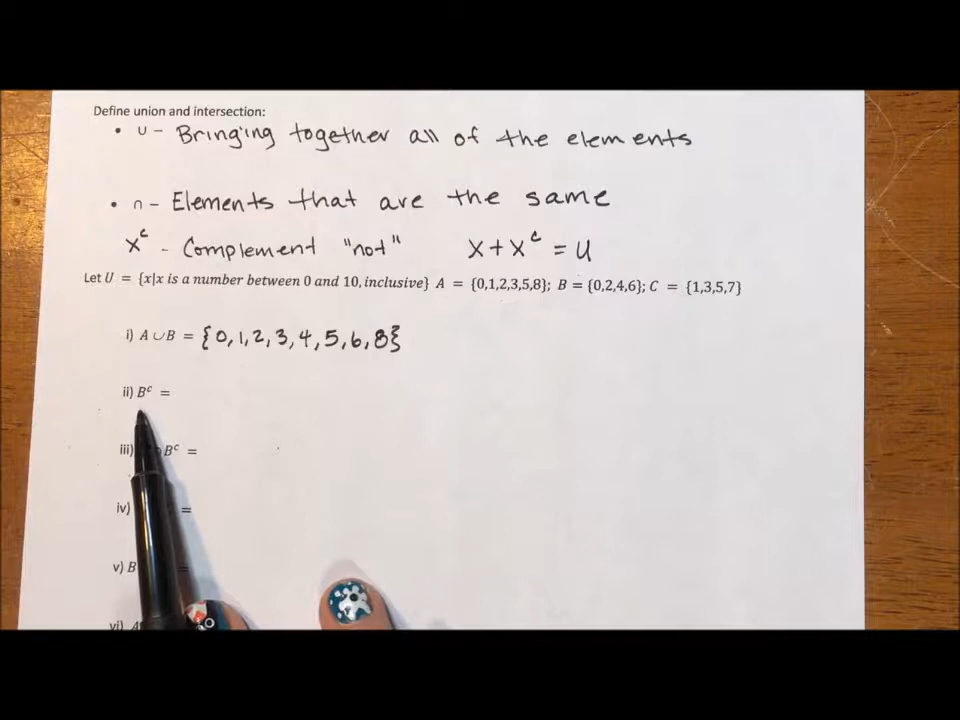 Define union and intersection:
• ∪ - Bringing together all of the elements
• ∩ - Elements that are the same
X^c - Complement "not" X + X^c = U
Let U = {x|x is a number between 0 and 10, inclusive} A = {0,1,2,3,5,8}; B = {0,2,4,6}; C = {1,3,5,7}
i) A ∪ B = {0, 1, 2, 3, 4, 5, 6, 8}
ii) B^c =
iii) B^c =
iv) =
v) B =
vi) A